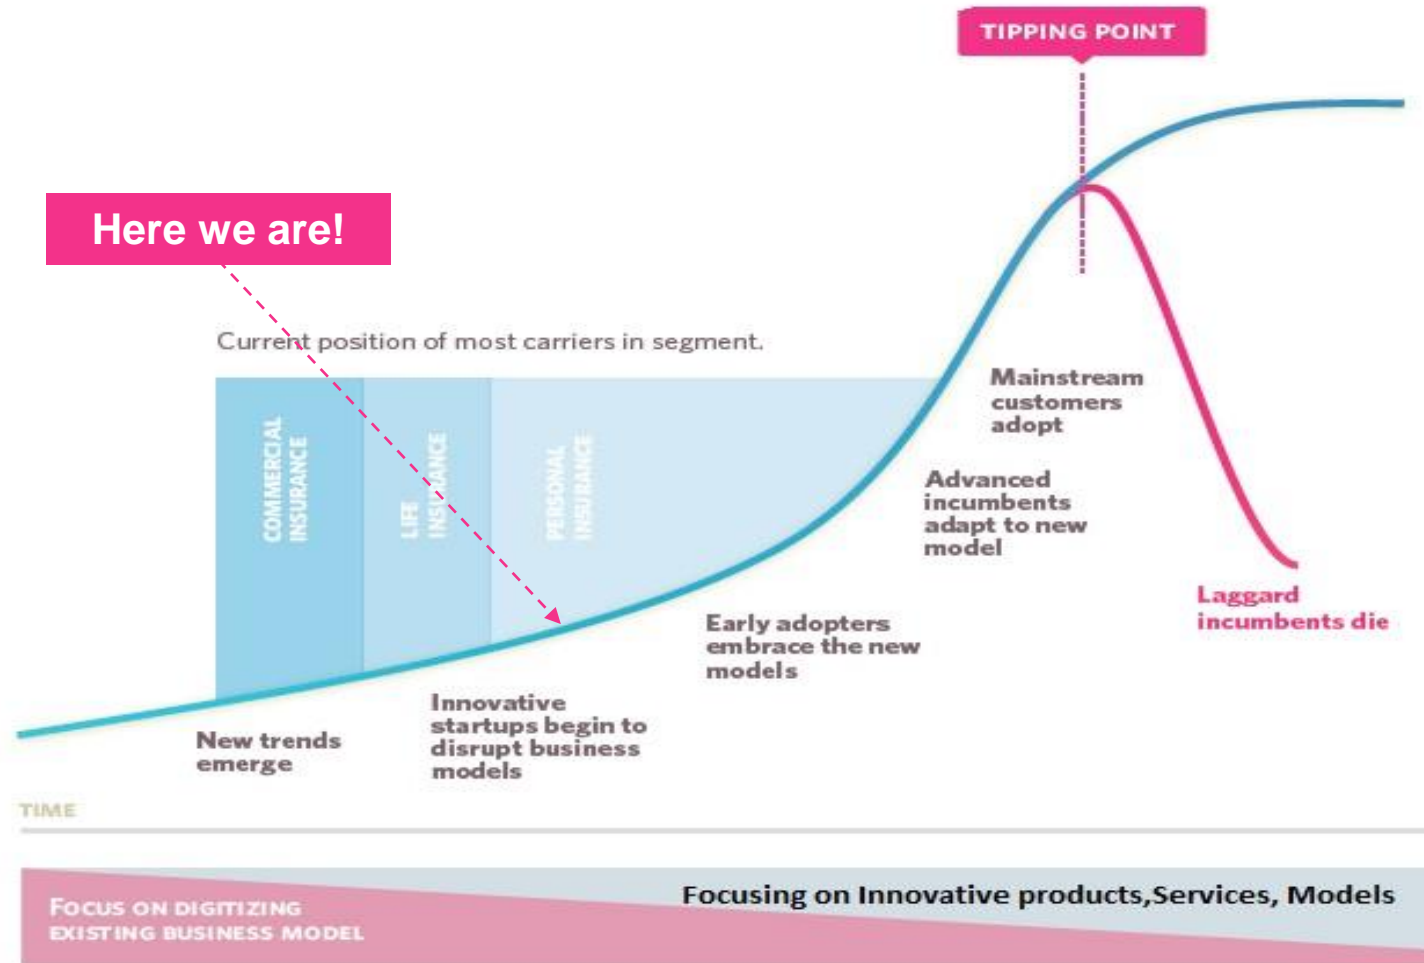 TIPPING POINT
Here we are!
Current position of most carriers in segment.
COMMERCIAL
INSURANCE
LIFE
INSURANCE
PERSONAL
INSURANCE
Mainstream
customers
adopt
Advanced
incumbents
adapt to new
model
Laggard
incumbents die
Early adopters
embrace the new
models
Innovative
startups begin to
disrupt business
models
New trends
emerge
TIME
Focusing on Innovative products,Services, Models
FOCUS ON DIGITIZING
EXISTING BUSINESS MODEL